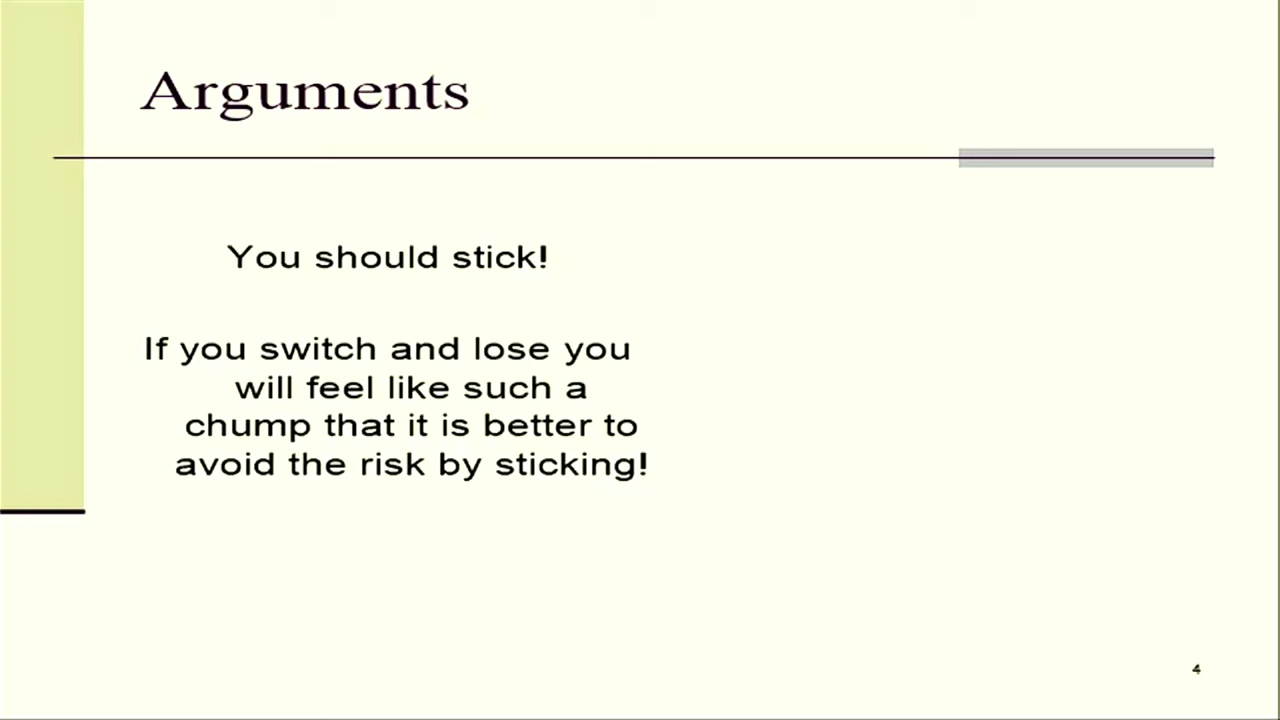 Arguments
You should stick!
If you switch and lose you
will feel like such a
chump that it is better to
avoid the risk by sticking!
4